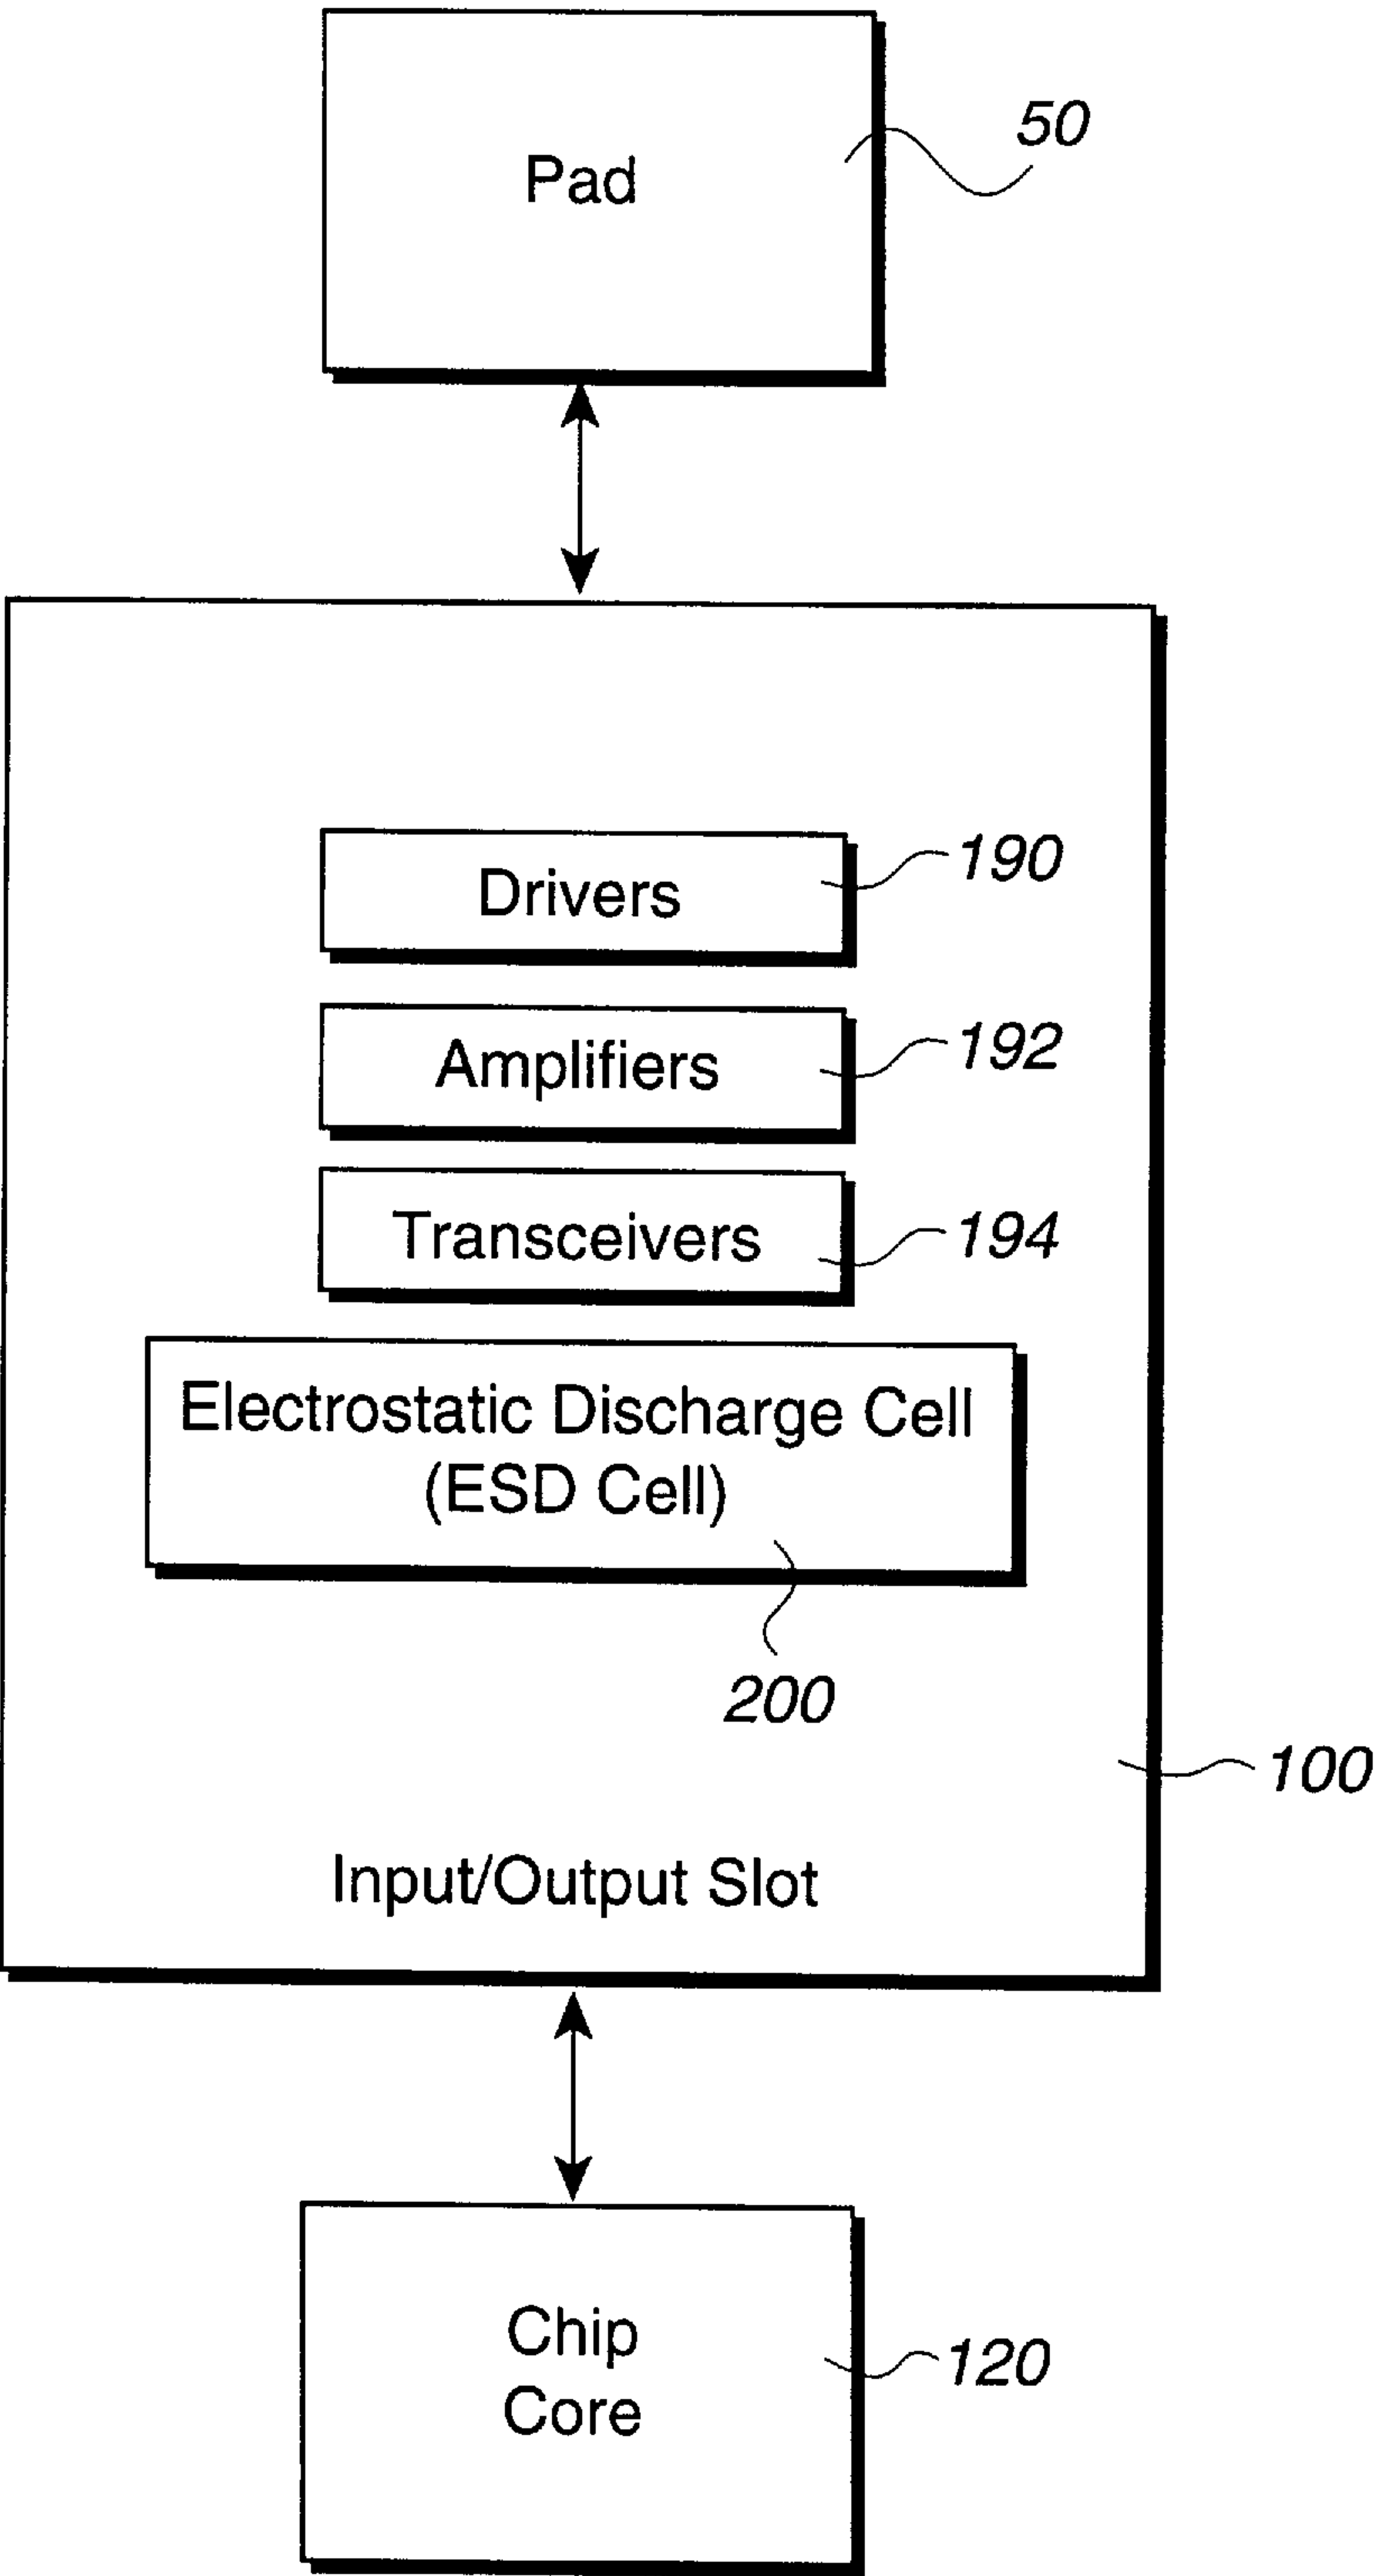 Pad
50
Drivers
190
Amplifiers
192
Transceivers
194
Electrostatic Discharge Cell
(ESD Cell)
200
100
Input/Output Slot
Chip
Core
120